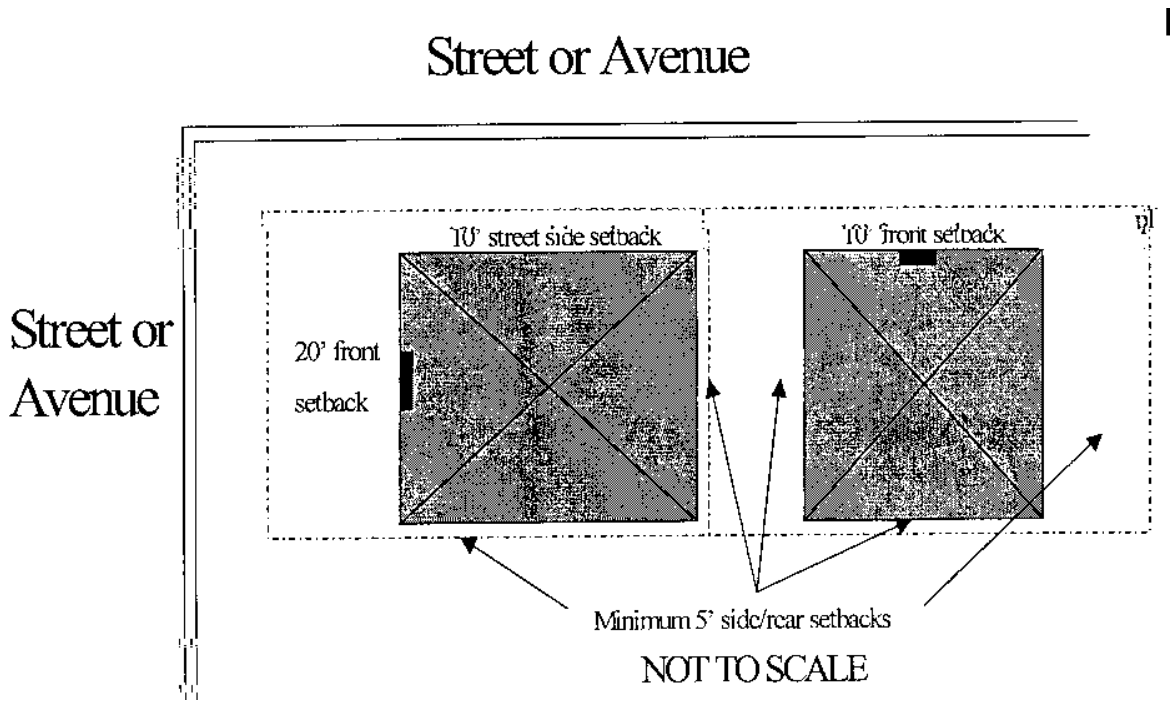 Street or Avenue
10' street side setback
10' front setback
Street or
Avenue
20' front
setback
Minimum 5' side/rear setbacks
NOT TO SCALE